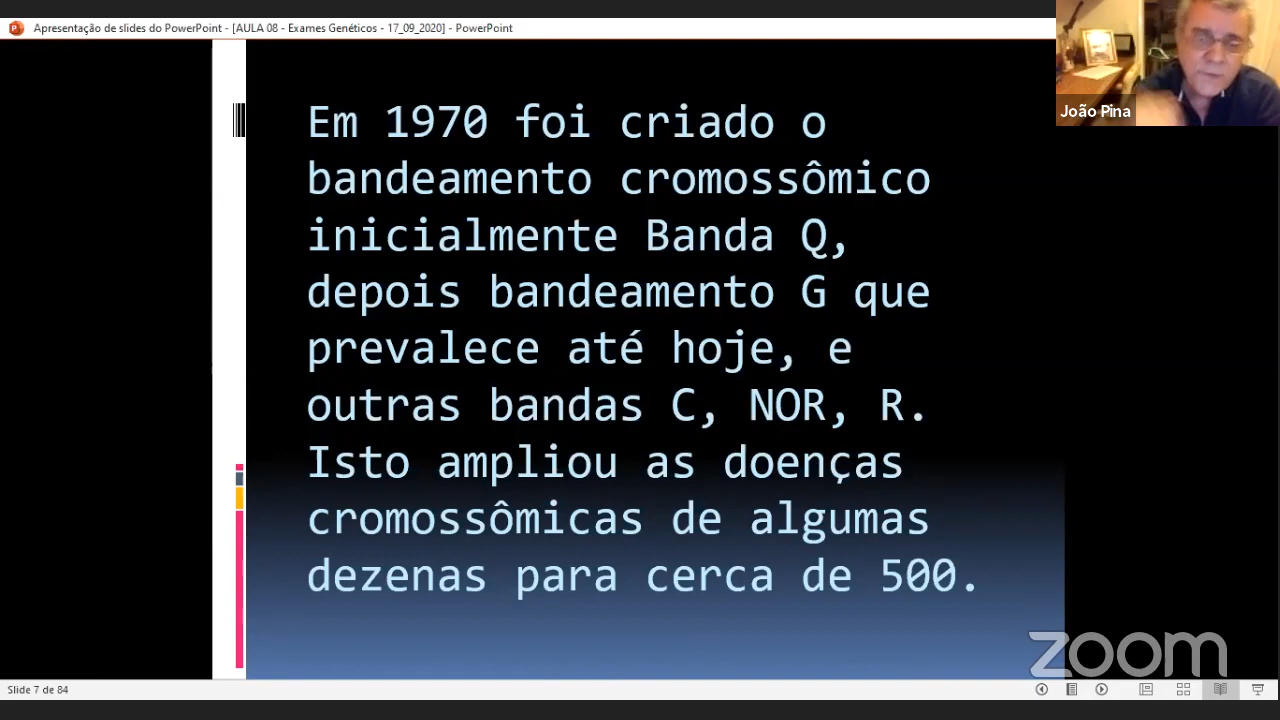 Apresentação de slides do PowerPoint - [AULA 08 - Exames Genéticos - 17_09_2020] - PowerPoint
João Pina
Em 1970 foi criado o
bandeamento cromossômico
inicialmente Banda Q,
depois bandeamento G que
prevalece até hoje, e
outras bandas C, NOR, R.
Isto ampliou as doenças
cromossômicas de algumas
dezenas para cerca de 500.
zoom
Slide 7 de 84